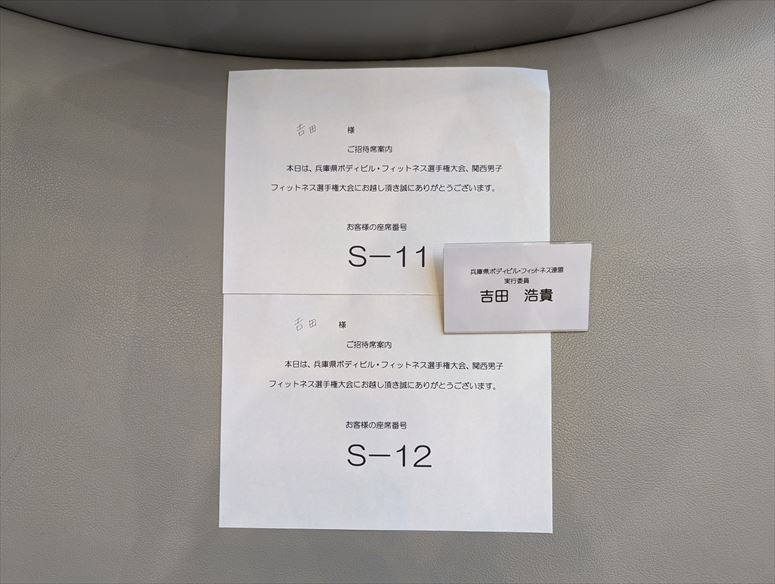 吉田 様
ご招待席案内
本日は、兵庫県ボディビル・フィットネス選手権大会、関西男子
フィットネス選手権大会にお越し頂き誠にありがとうございます。
お客様の座席番号
S－11
兵庫県ボディビル・フィットネス連盟
実行委員
吉田 浩貴
吉田 様
ご招待席案内
本日は、兵庫県ボディビル・フィットネス選手権大会、関西男子
フィットネス選手権大会にお越し頂き誠にありがとうございます。
お客様の座席番号
S－12